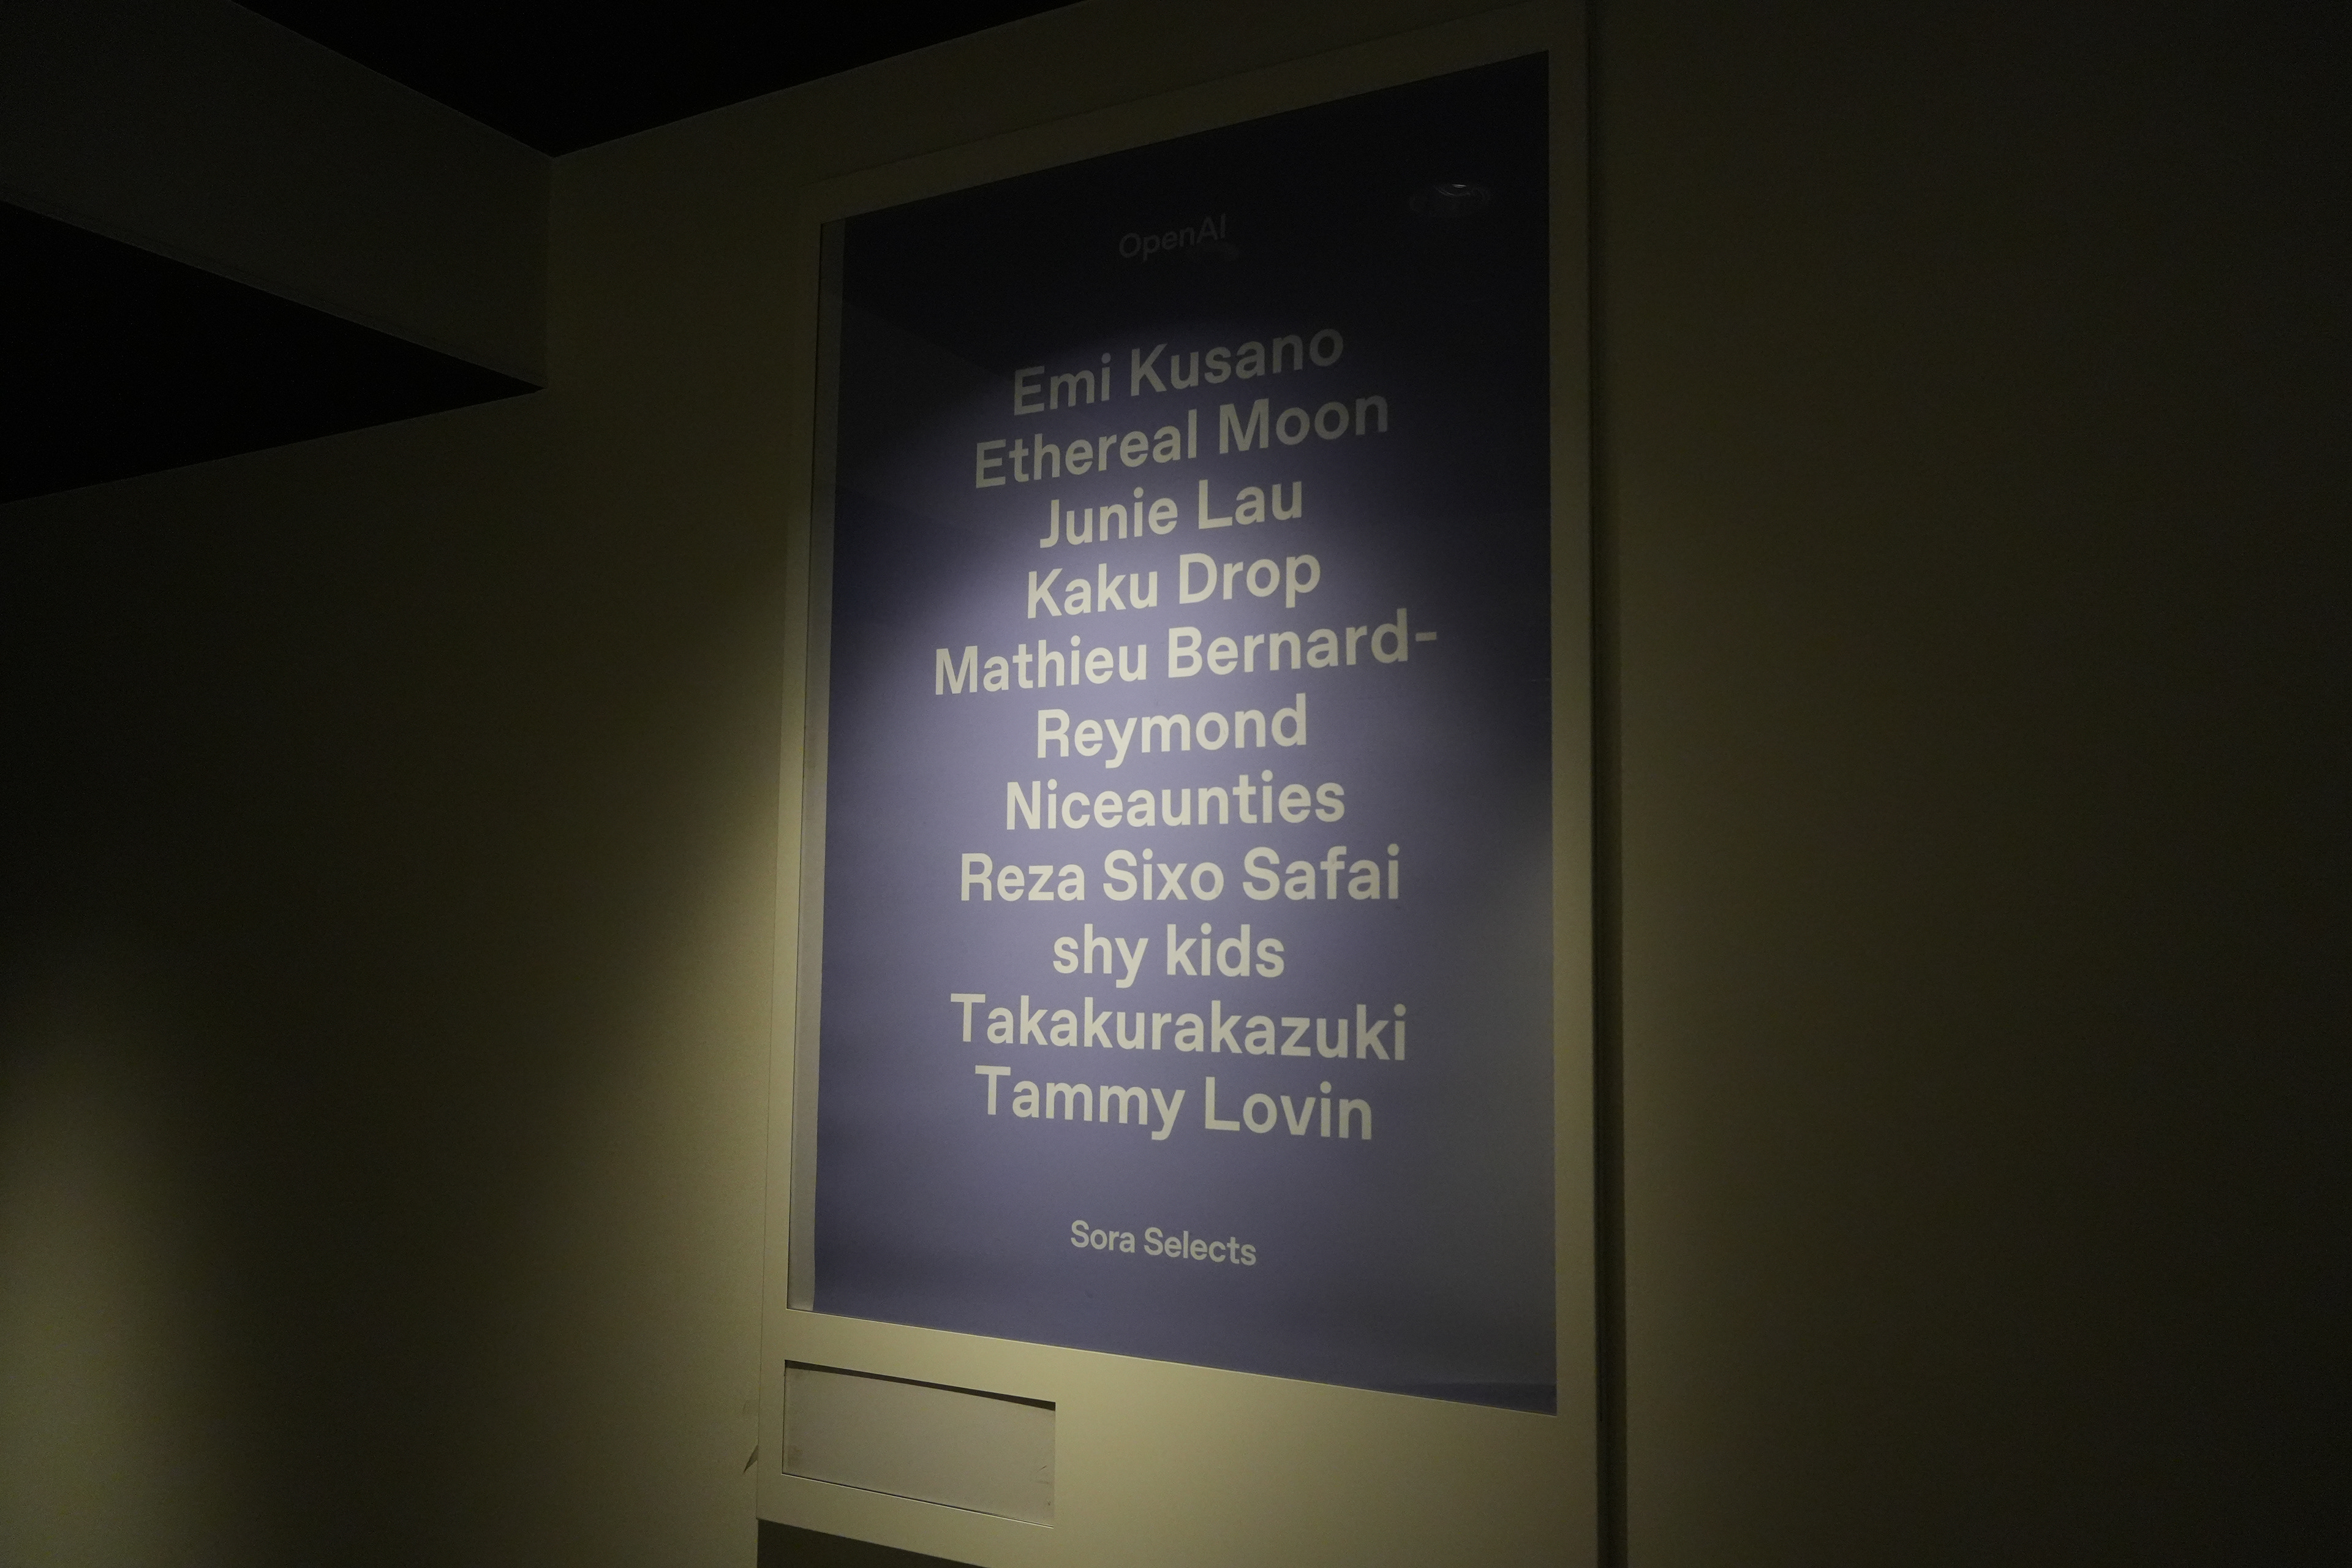 OpenAI
Emi Kusano
Ethereal Moon
Junie Lau
Kaku Drop
Mathieu Bernard-
Reymond
Niceaunties
Reza Sixo Safai
shy kids
Takakurakazuki
Tammy Lovin
Sora Selects